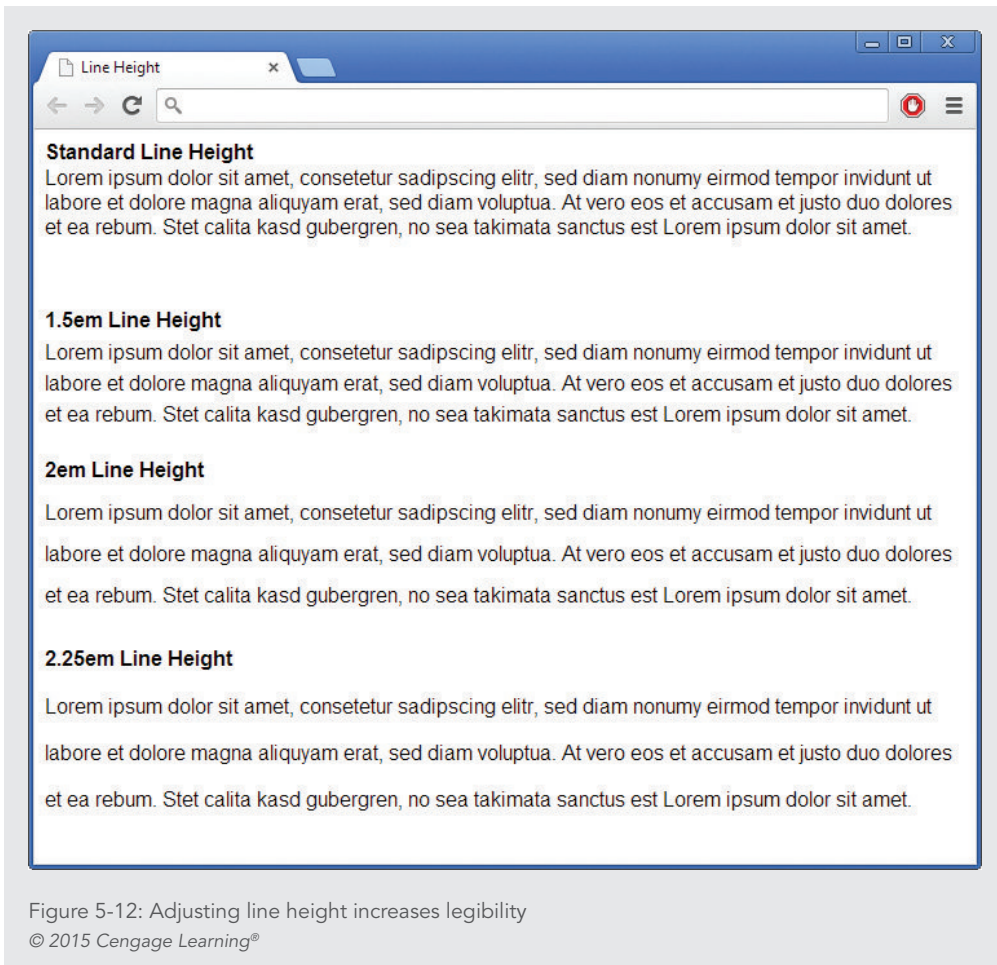 Line Height
Standard Line Height
Lorem ipsum dolor sit amet, consetetur sadipscing elitr, sed diam nonumy eirmod tempor invidunt ut
labore et dolore magna aliquyam erat, sed diam voluptua. At vero eos et accusam et justo duo dolores
et ea rebum. Stet calita kasd gubergren, no sea takimata sanctus est Lorem ipsum dolor sit amet.
1.5em Line Height
Lorem ipsum dolor sit amet, consetetur sadipscing elitr, sed diam nonumy eirmod tempor invidunt ut
labore et dolore magna aliquyam erat, sed diam voluptua. At vero eos et accusam et justo duo dolores
et ea rebum. Stet calita kasd gubergren, no sea takimata sanctus est Lorem ipsum dolor sit amet.
2em Line Height
Lorem ipsum dolor sit amet, consetetur sadipscing elitr, sed diam nonumy eirmod tempor invidunt ut
labore et dolore magna aliquyam erat, sed diam voluptua. At vero eos et accusam et justo duo dolores
et ea rebum. Stet calita kasd gubergren, no sea takimata sanctus est Lorem ipsum dolor sit amet.
2.25em Line Height
Lorem ipsum dolor sit amet, consetetur sadipscing elitr, sed diam nonumy eirmod tempor invidunt ut
labore et dolore magna aliquyam erat, sed diam voluptua. At vero eos et accusam et justo duo dolores
et ea rebum. Stet calita kasd gubergren, no sea takimata sanctus est Lorem ipsum dolor sit amet.
Figure 5-12: Adjusting line height increases legibility
© 2015 Cengage Learning®